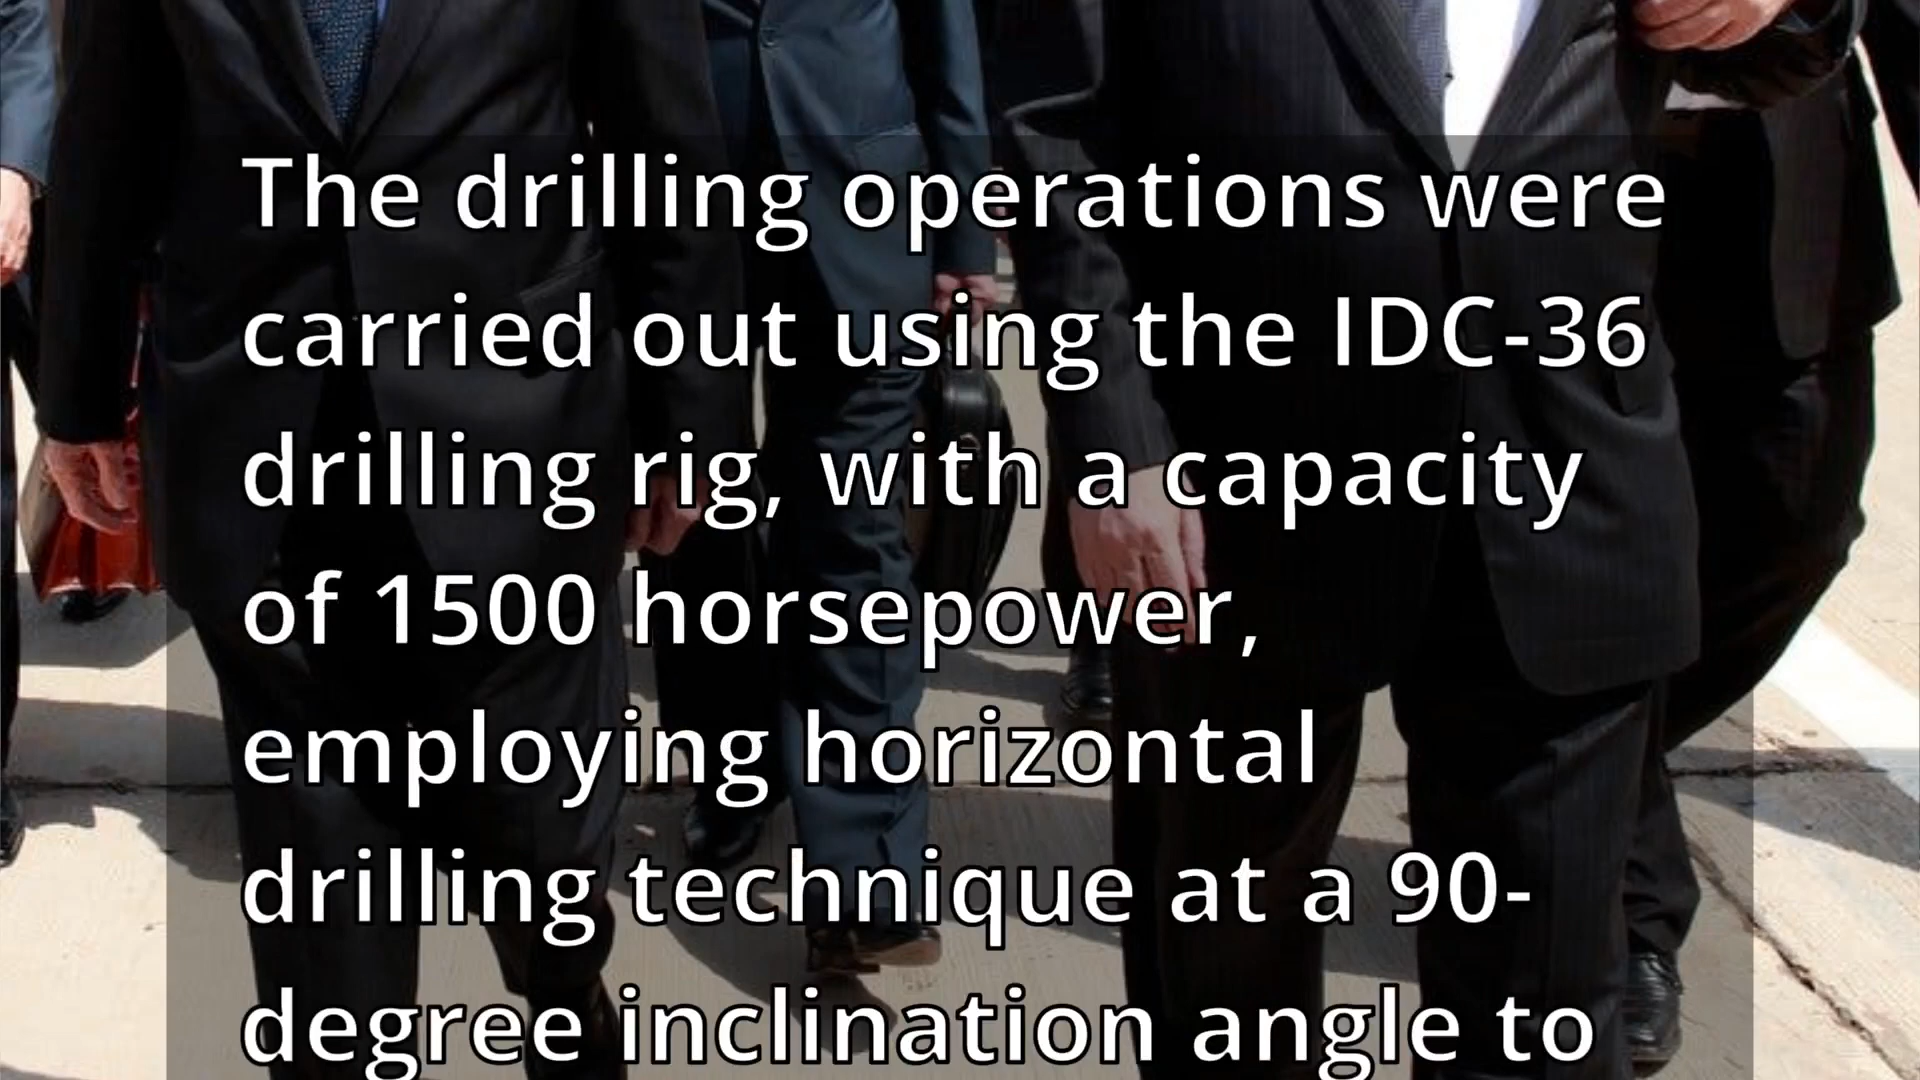 The drilling operations were
carried out using the IDC-36
drilling rig, with a capacity
of 1500 horsepower,
employing horizontal
drilling technique at a 90-
degree inclination angle to